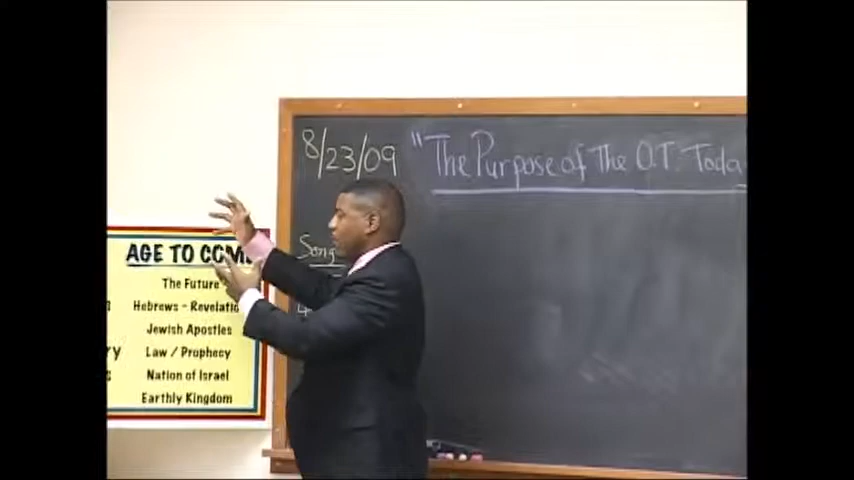 8/23/09
"The Purpose of The O.T. Toda
Song
AGE TO COM
The Future
Hebrews - Revelatio
Jewish Apostles
Law / Prophecy
Nation of Israel
Earthly Kingdom